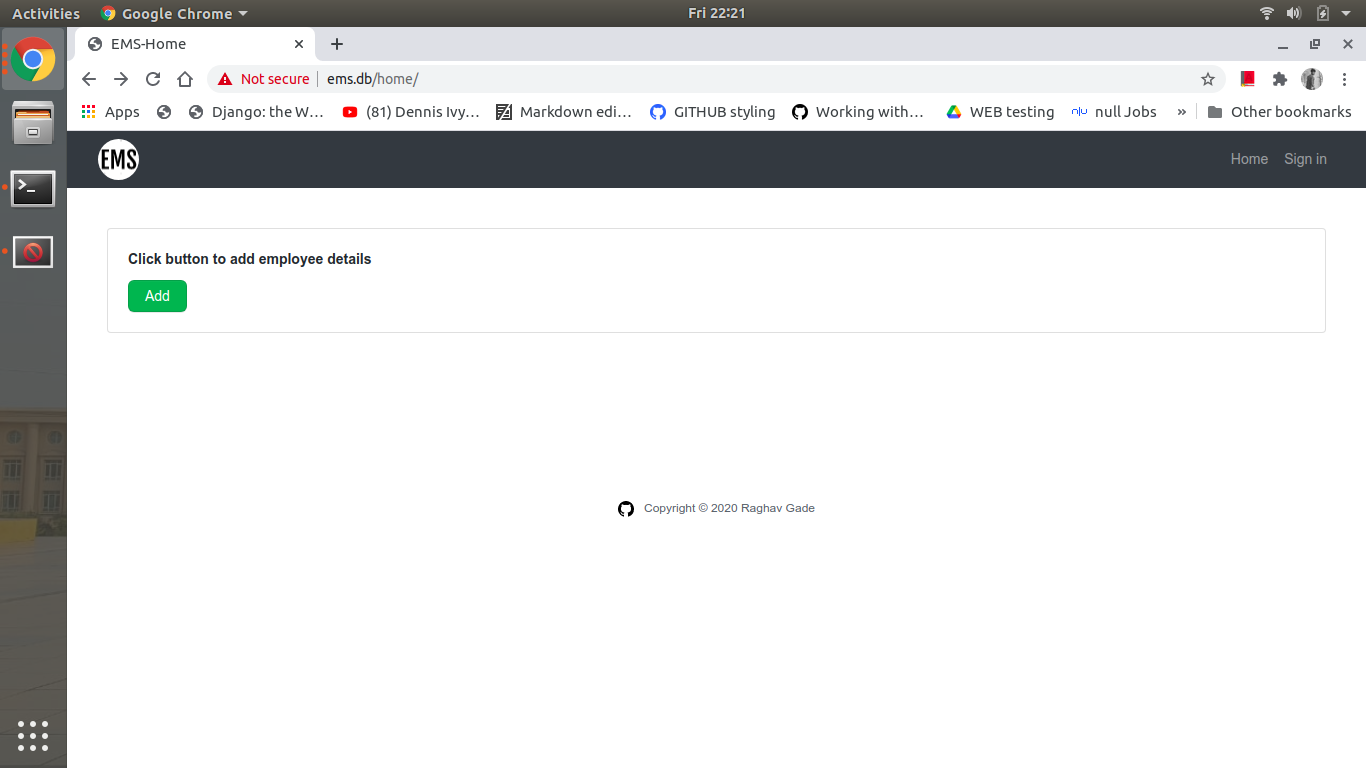 Activities Google Chrome Fri 22:21
EMS-Home
Not secure ems.db/home/
Apps Django: the W... (81) Dennis Ivy... Markdown edi... GITHUB styling Working with... WEB testing n|u null Jobs » Other bookmarks
EMS Home Sign in
Click button to add employee details
Add
Copyright © 2020 Raghav Gade